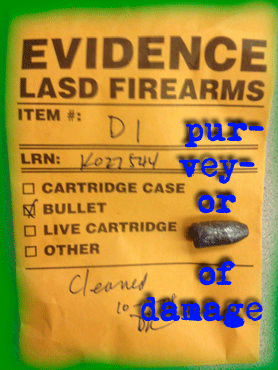 EVIDENCE
LASD FIREARMS
ITEM #: D1
LRN: K027544
☐ CARTRIDGE CASE
☑ BULLET
☐ LIVE CARTRIDGE
☐ OTHER
Cleaned
10
pur-
vey-
or
of
damage